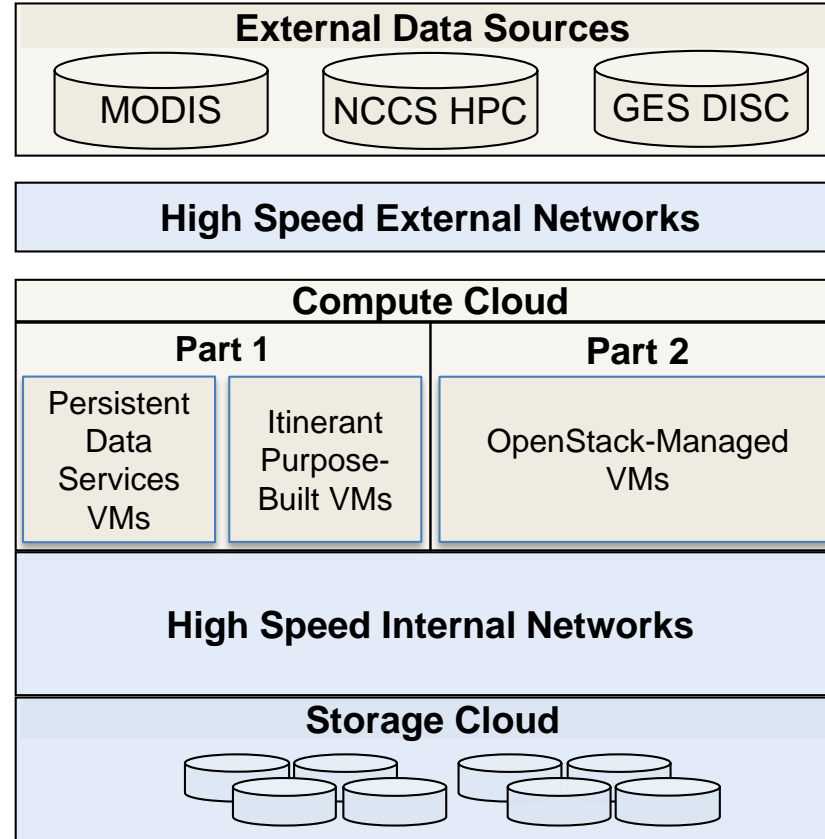 External Data Sources
MODIS
NCCS HPC
GES DISC
High Speed External Networks
Compute Cloud
Part 1
Part 2
Persistent
Data
Services
VMs
Itinerant
Purpose-
Built VMs
OpenStack-Managed
VMs
High Speed Internal Networks
Storage Cloud